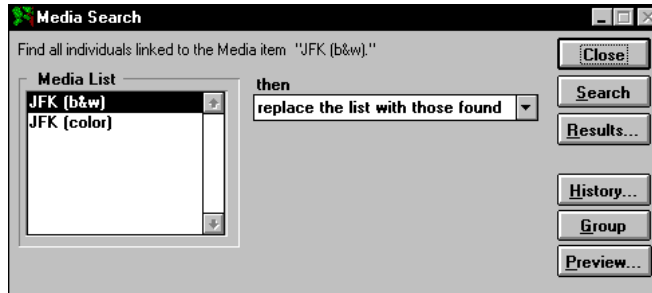 Media Search
Find all individuals linked to the Media item "JFK (b&w)."
Media List
JFK (b&w)
JFK (color)
then
replace the list with those found
Close
Search
Results...
History...
Group
Preview...